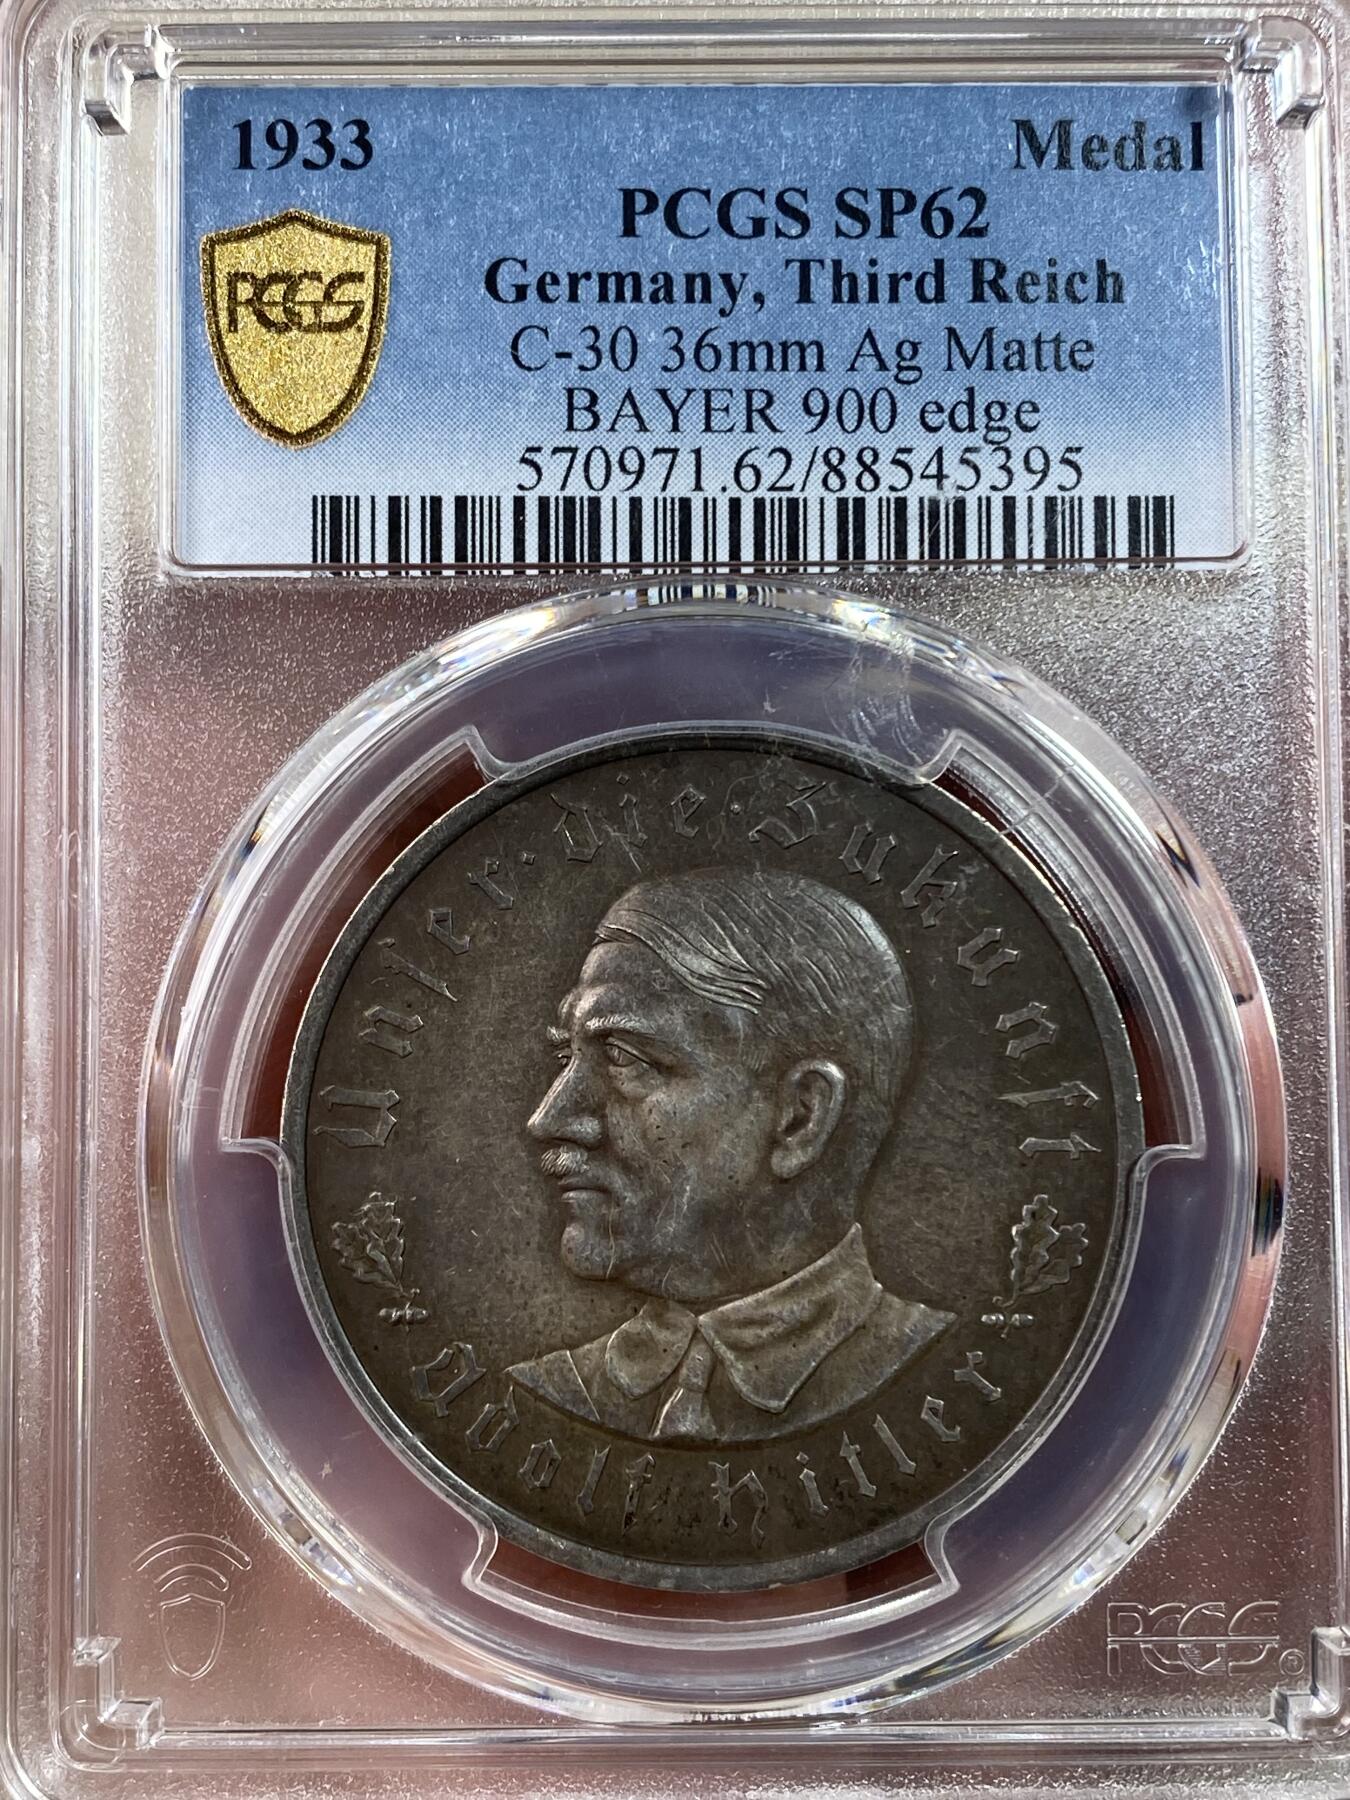 1933
Medal
PCGS SP62
Germany, Third Reich
C-30 36mm Ag Matte
BAYER 900 edge
570971.62/88545395
PCGS
Unſer · die · Zukunft
Adolf Hitler
PCGS